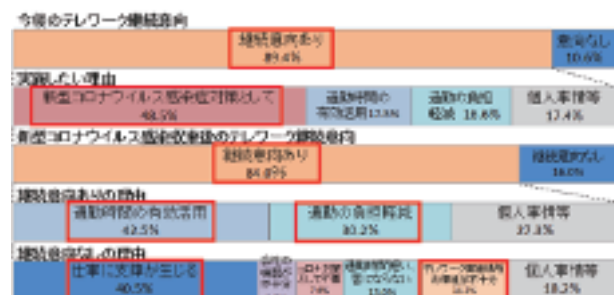 今後のテレワーク継続意向
継続意向あり
89.4%
意向なし
10.6%
実施したい理由
新型コロナウイルス感染症対策として
48.5%
通勤時間の
有効活用17.5%
通勤の負担
軽減 16.6%
個人事情等
17.4%
新型コロナウイルス感染収束後のテレワーク継続意向
継続意向あり
84.0%
継続意向なし
16.0%
継続意向ありの理由
通勤時間の有効活用
42.5%
通勤の負担軽減
30.2%
個人事情等
27.3%
継続意向なしの理由
仕事に支障が生じる
40.5%
個人事情等
18.2%